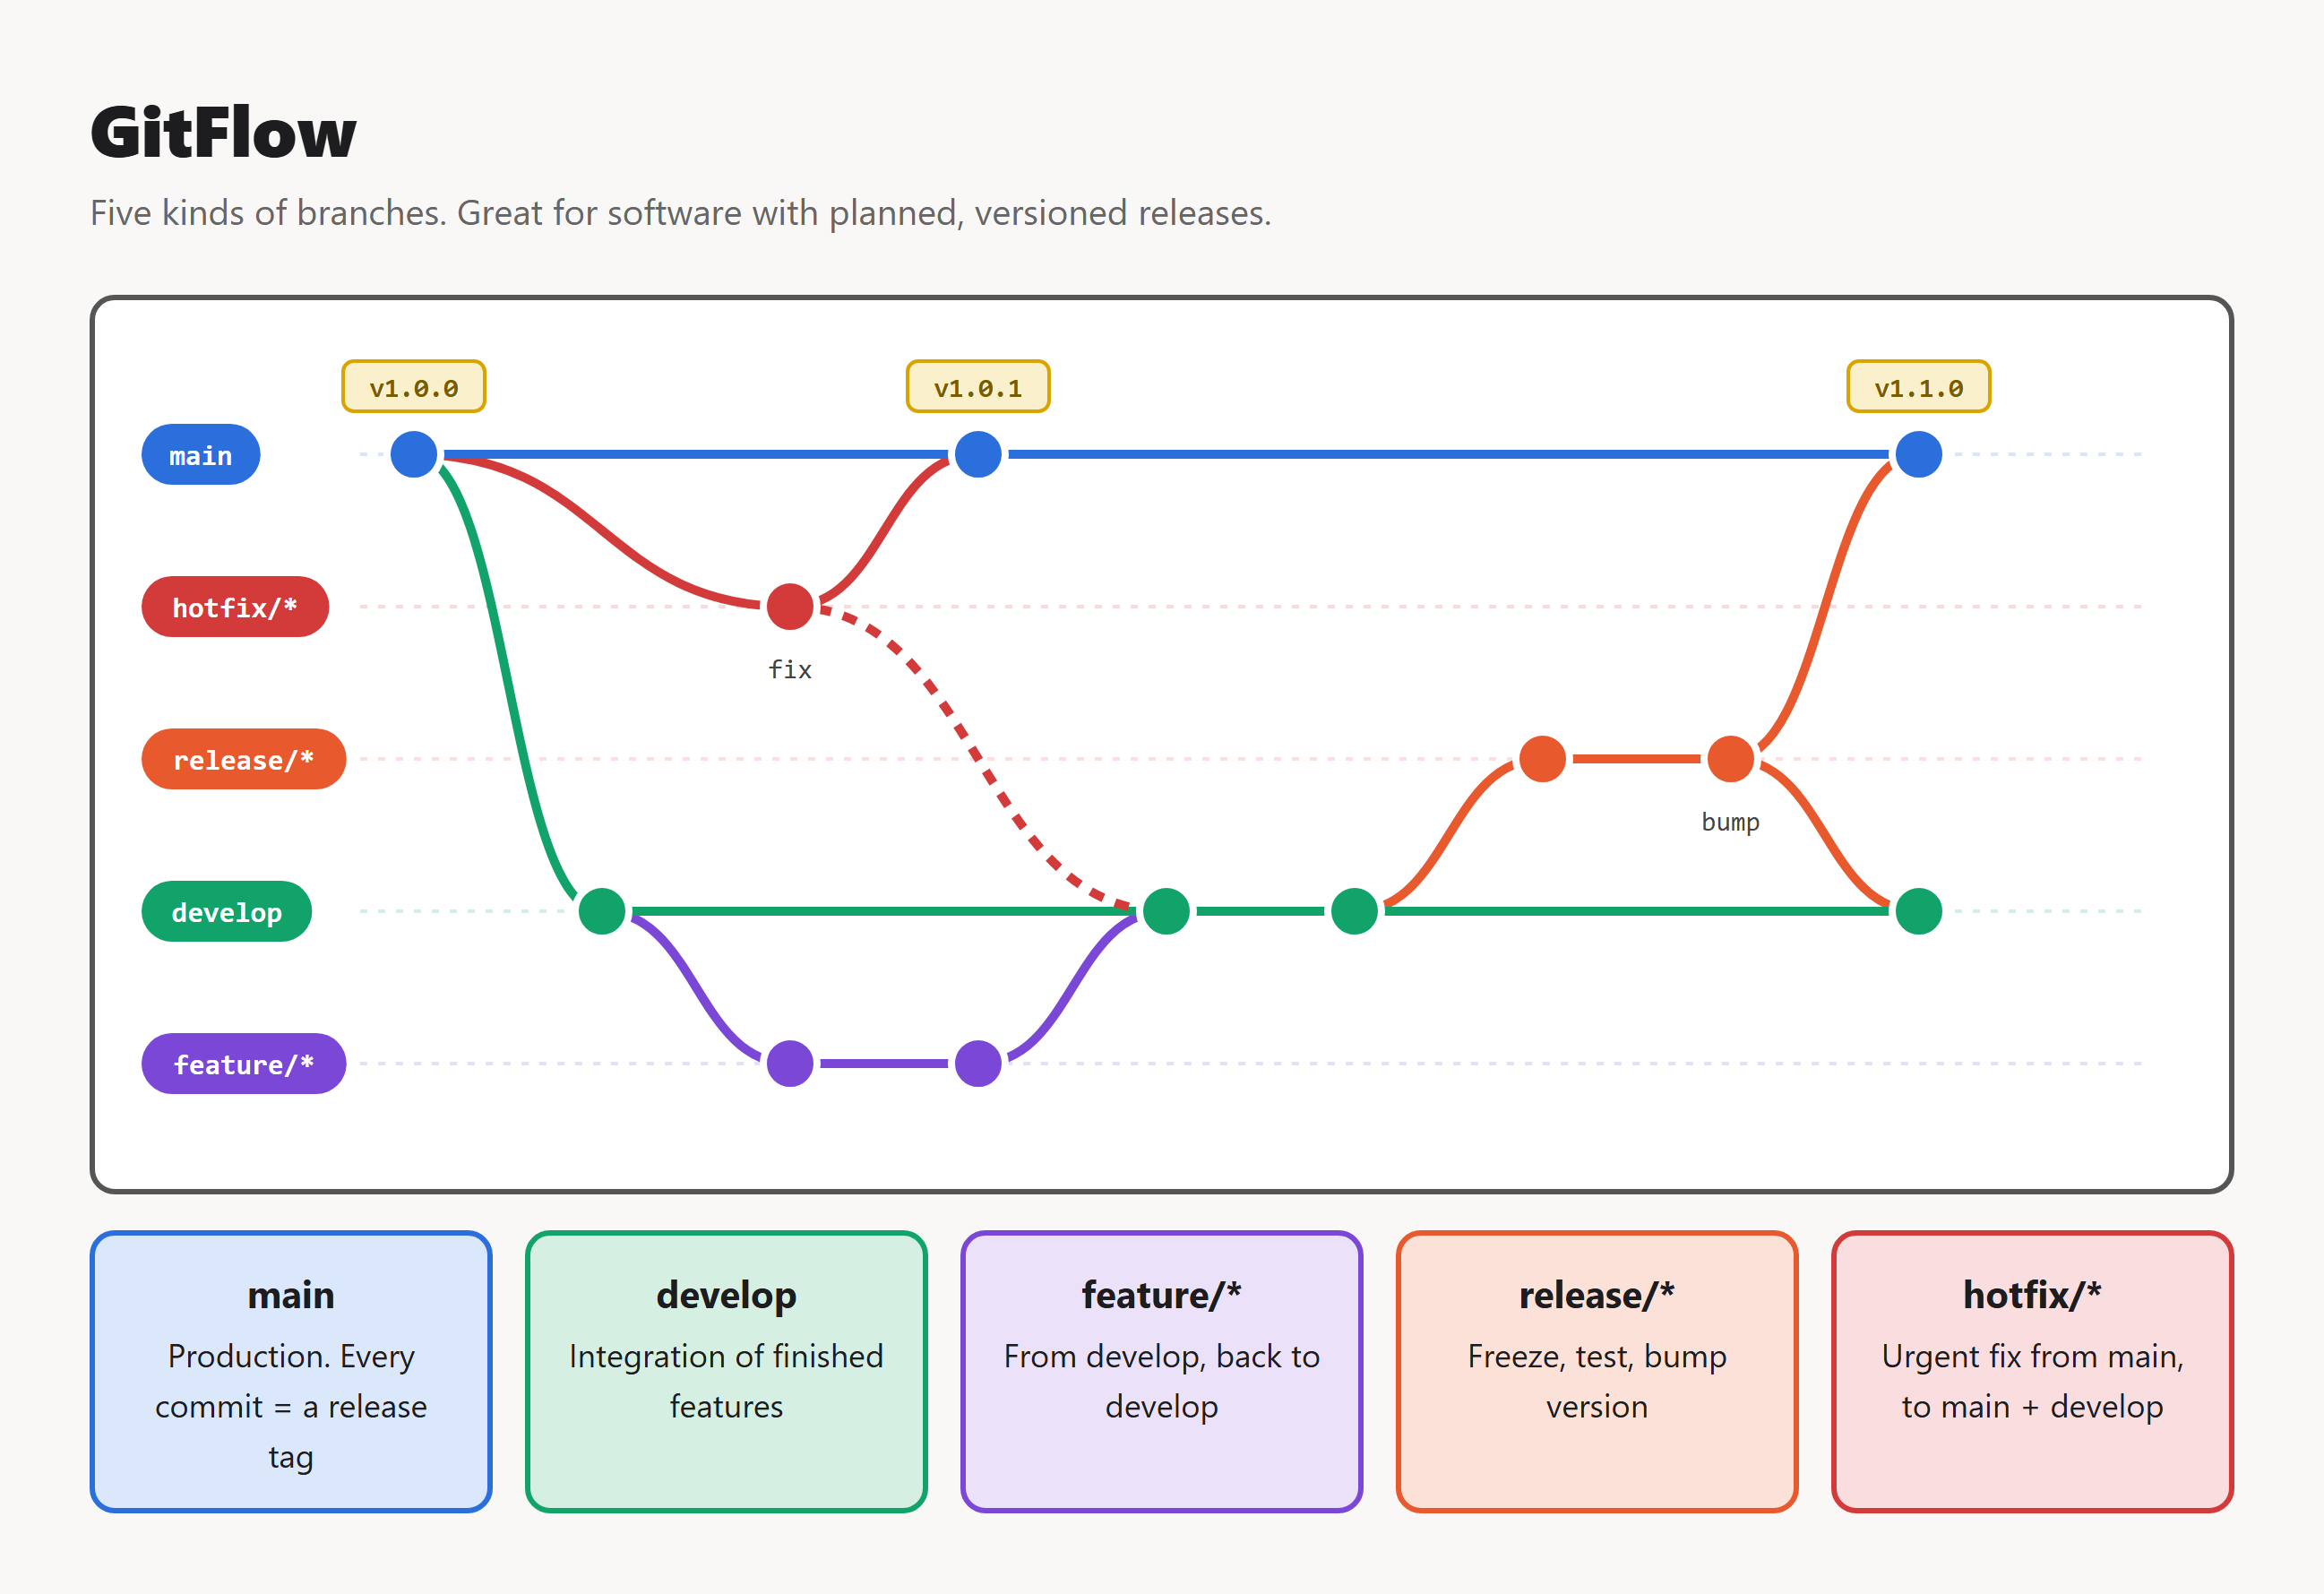 GitFlow
Five kinds of branches. Great for software with planned, versioned releases.
v1.0.0
v1.0.1
v1.1.0
main
hotfix/*
fix
release/*
bump
develop
feature/*
main
Production. Every
commit = a release
tag
develop
Integration of finished
features
feature/*
From develop, back to
develop
release/*
Freeze, test, bump
version
hotfix/*
Urgent fix from main,
to main + develop